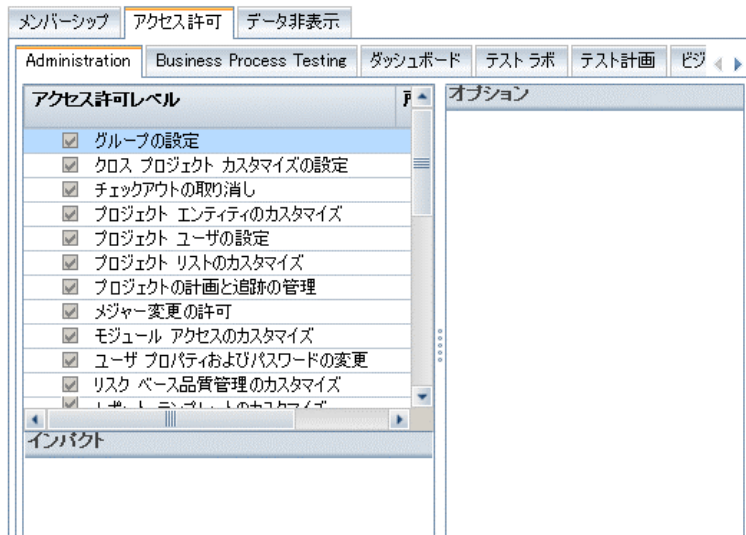 メンバーシップ アクセス許可 データ非表示
Administration Business Process Testing ダッシュボード テスト ラボ テスト計画 ビジ
アクセス許可レベル
オプション
グループの設定
クロス プロジェクト カスタマイズの設定
チェックアウトの取り消し
プロジェクト エンティティのカスタマイズ
プロジェクト ユーザの設定
プロジェクト リストのカスタマイズ
プロジェクトの計画と追跡の管理
メジャー変更の許可
モジュール アクセスのカスタマイズ
ユーザ プロパティおよびパスワードの変更
リスク ベース品質管理のカスタマイズ
インパクト